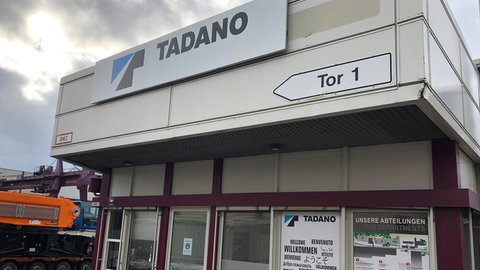 TADANO
Tor 1
TADANO
WELCOME BENVENUTO
WILLKOMMEN
BIENVENUE
ようこそ
UNSERE ABTEILUNGEN
OUR DEPARTMENTS